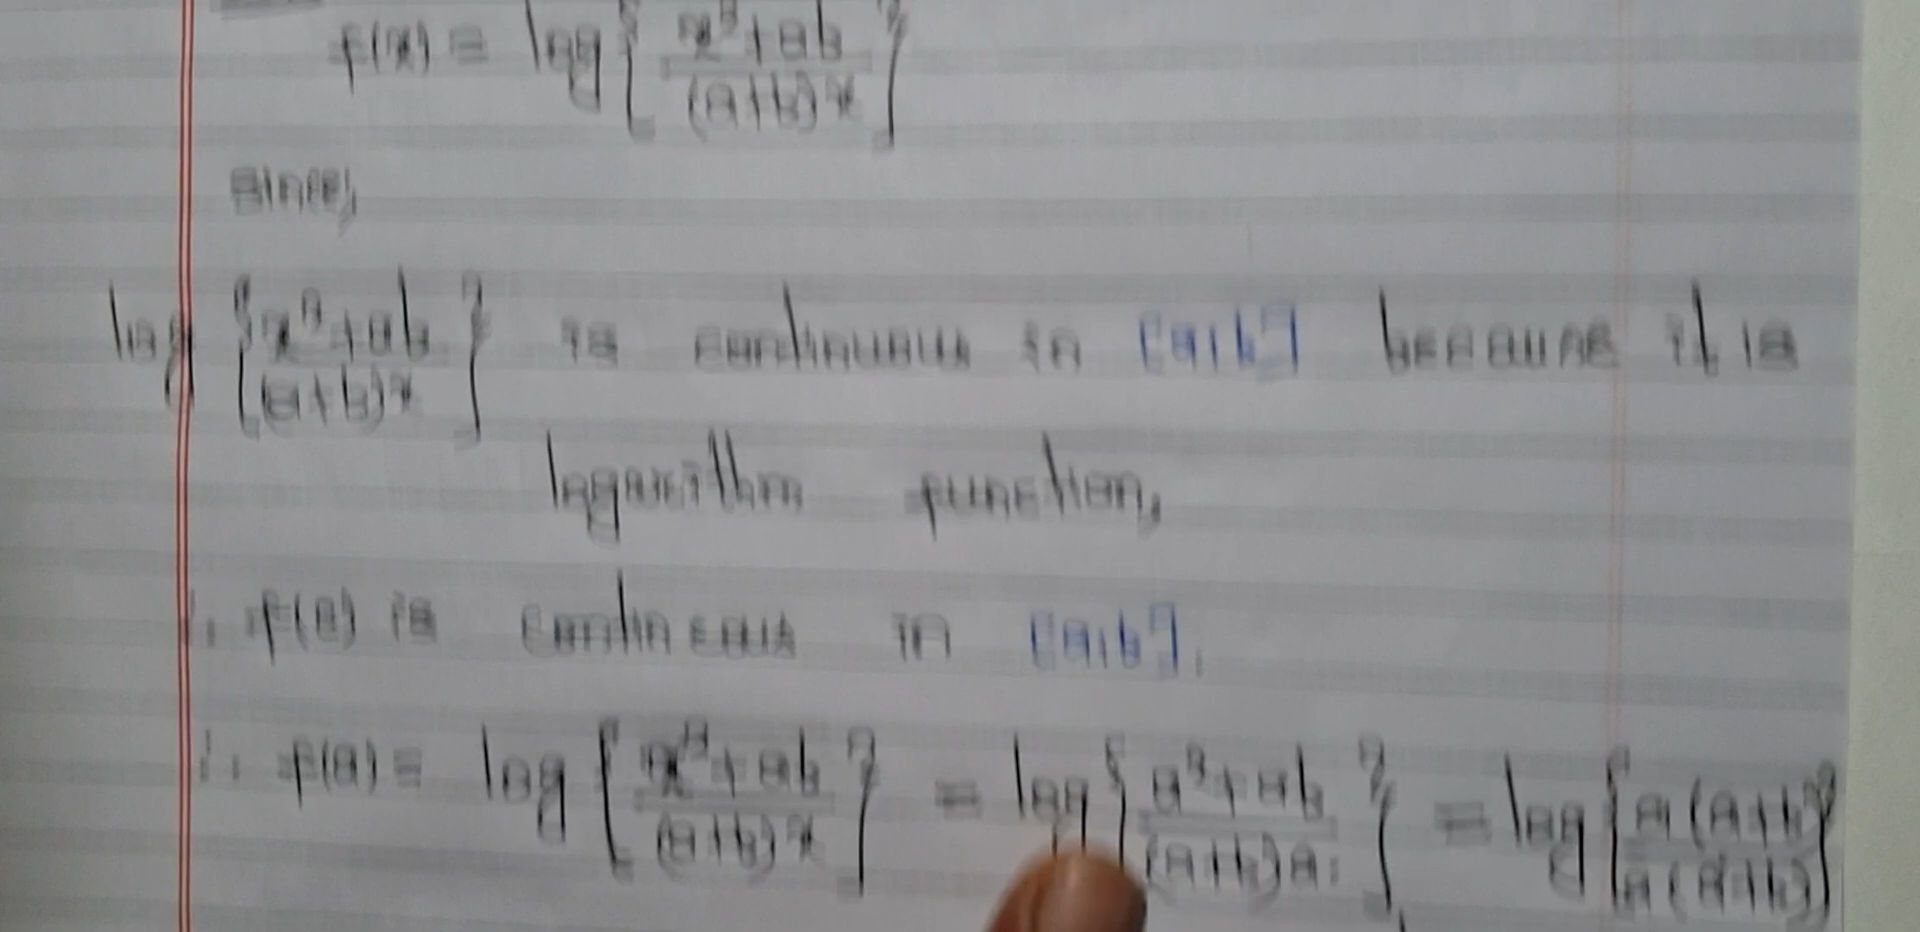 f(x) = log { x²+ab / (a+b)x }
since,
log { x²+ab / (a+b)x } is continuous in [a,b] because it is
logarithm function,
∴ f(x) is continuous in [a,b].
∴ f(a) = log { x²+ab / (a+b)x } = log { a²+ab / (a+b)a } = log { a(a+b) / a(a+b) }